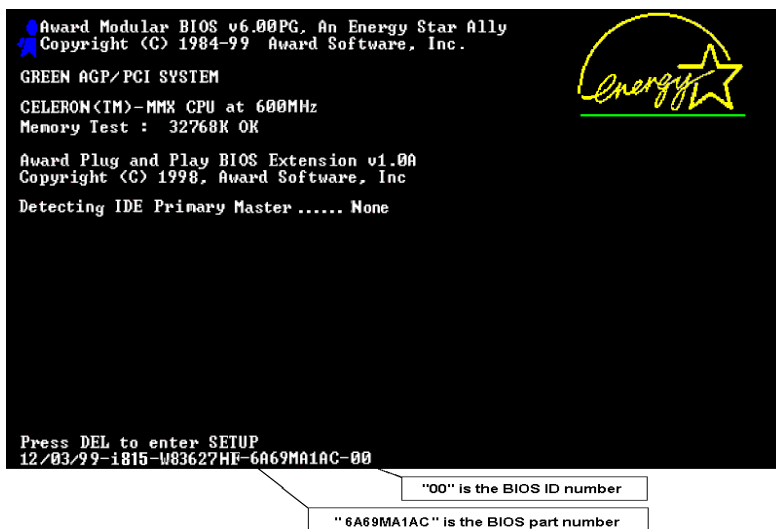 Award Modular BIOS v6.00PG, An Energy Star Ally
Copyright (C) 1984-99 Award Software, Inc.
energy
GREEN AGP/PCI SYSTEM
CELERON(TM)-MMX CPU at 600MHz
Memory Test : 32768K OK
Award Plug and Play BIOS Extension v1.0A
Copyright (C) 1998, Award Software, Inc
Detecting IDE Primary Master ...... None
Press DEL to enter SETUP
12/03/99-i815-W83627HF-6A69MA1AC-00
"00" is the BIOS ID number
"6A69MA1AC" is the BIOS part number